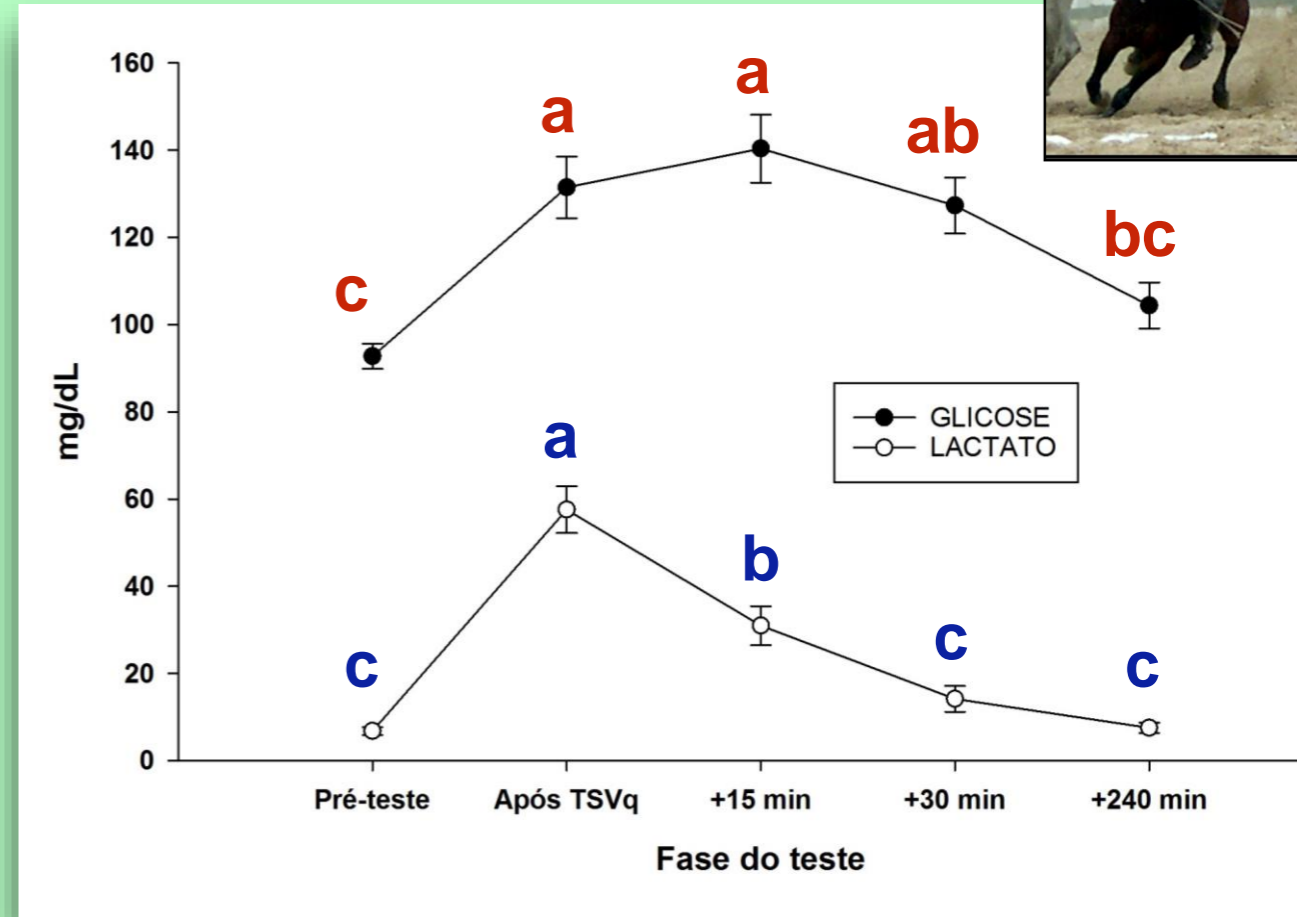 160
140
120
100
80
60
40
20
0
mg/dL
a
a
ab
bc
c
GLICOSE
LACTATO
a
b
c
c
c
Pré-teste
Após TSVq
+15 min
+30 min
+240 min
Fase do teste